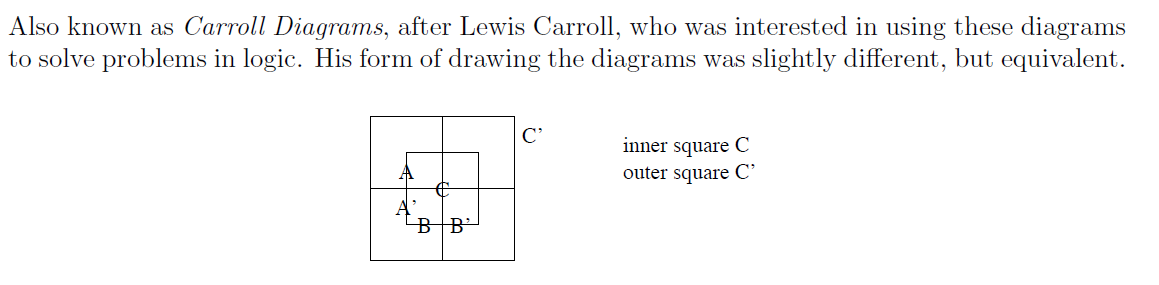 Also known as Carroll Diagrams, after Lewis Carroll, who was interested in using these diagrams
to solve problems in logic. His form of drawing the diagrams was slightly different, but equivalent.
C’
inner square C
outer square C’
A
C
A’
B B’